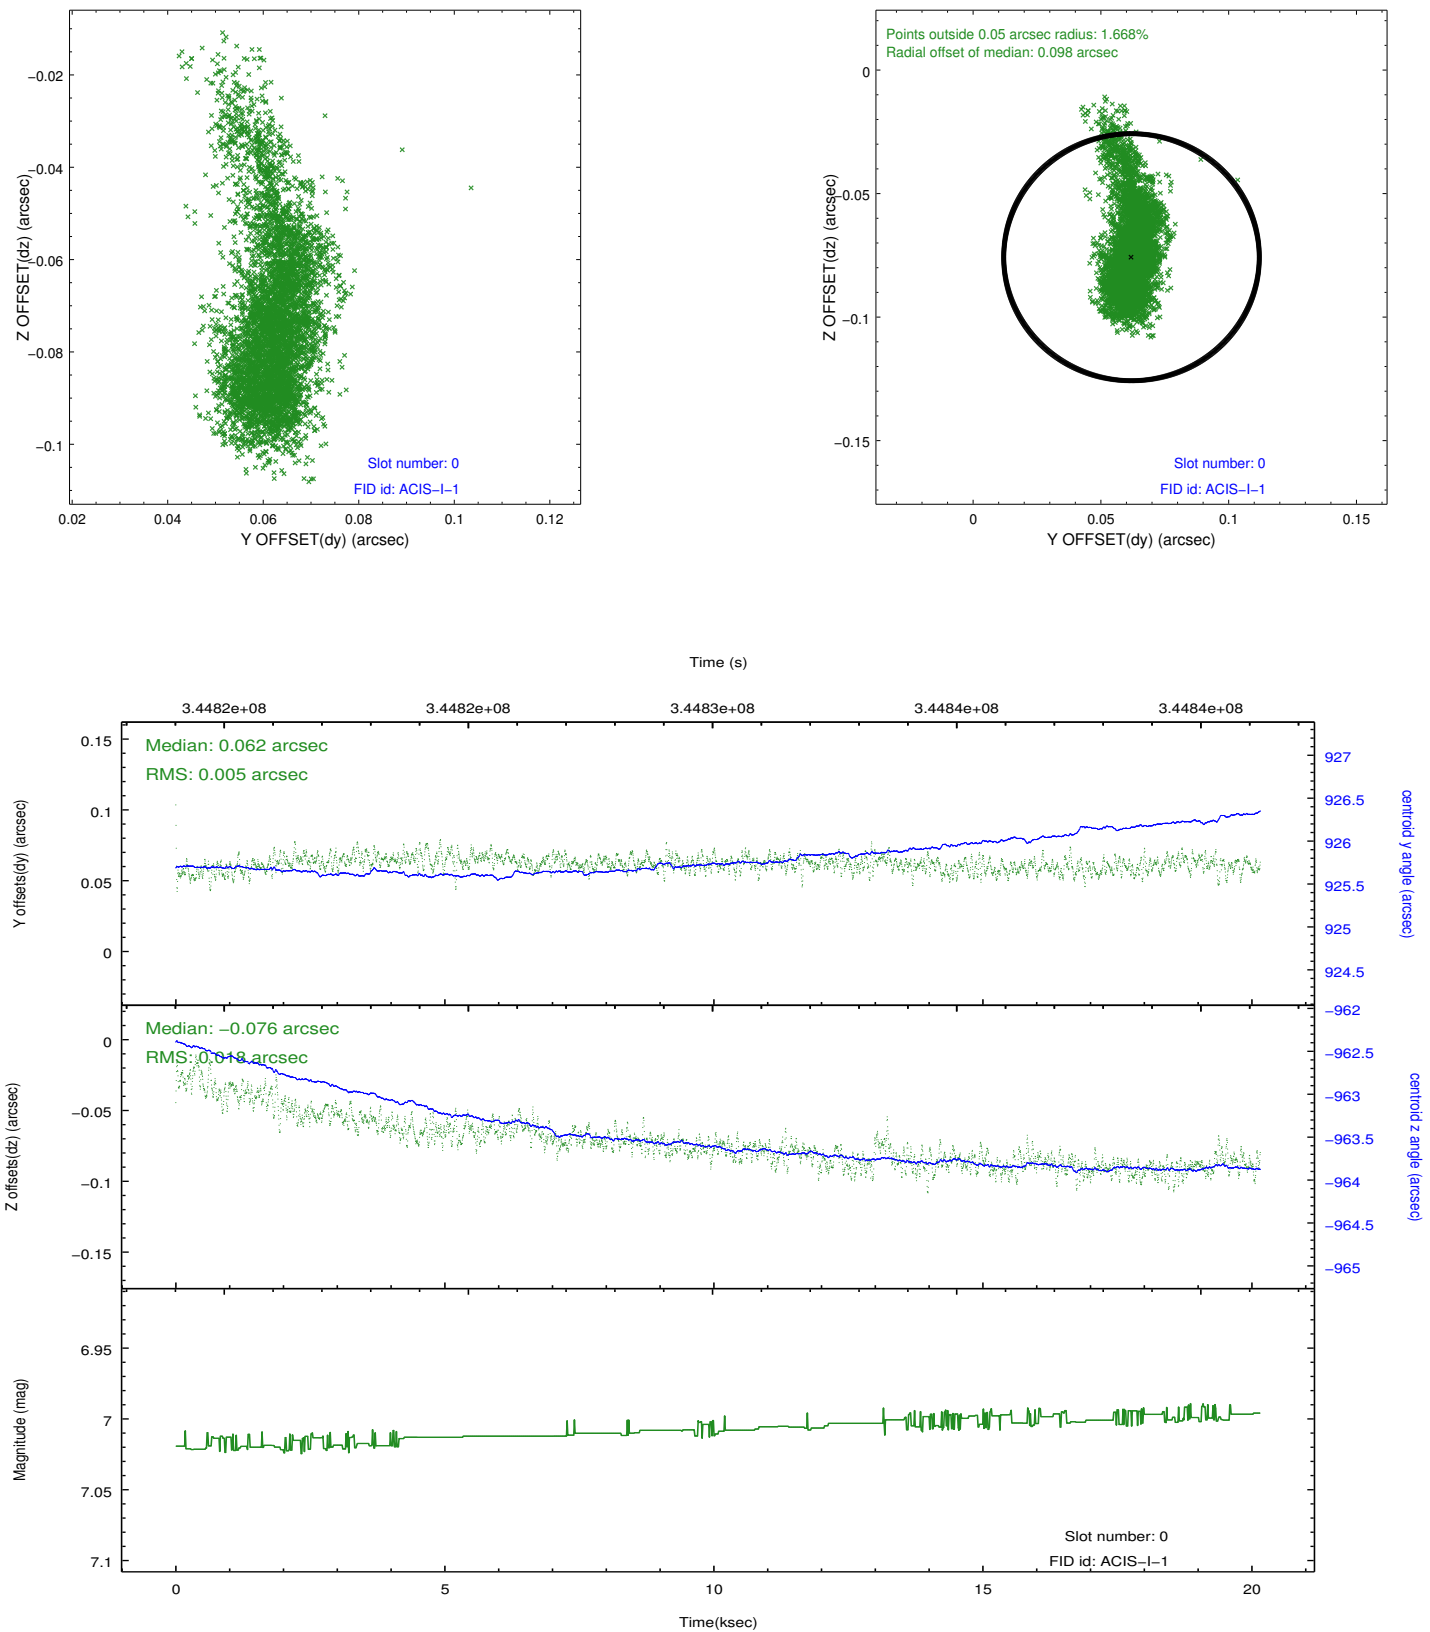 −0.02
−0.04
−0.06
−0.08
−0.1
Z OFFSET(dz) (arcsec)
Slot number: 0
FID id: ACIS−I−1
0.02 0.04 0.06 0.08 0.1 0.12
Y OFFSET(dy) (arcsec)
Points outside 0.05 arcsec radius: 1.668%
Radial offset of median: 0.098 arcsec
0
−0.05
−0.1
−0.15
Z OFFSET(dz) (arcsec)
Slot number: 0
FID id: ACIS−I−1
0 0.05 0.1 0.15
Y OFFSET(dy) (arcsec)
Time (s)
3.4482e+08 3.4482e+08 3.4483e+08 3.4484e+08 3.4484e+08
Median: 0.062 arcsec
RMS: 0.005 arcsec
0.15
0.1
0.05
0
Y offsets(dy) (arcsec)
927
926.5
926
925.5
925
924.5
centroid y angle (arcsec)
Median: −0.076 arcsec
RMS: 0.018 arcsec
0
−0.05
−0.1
−0.15
Z offsets(dz) (arcsec)
−962
−962.5
−963
−963.5
−964
−964.5
−965
centroid z angle (arcsec)
6.95
7
7.05
7.1
Magnitude (mag)
Slot number: 0
FID id: ACIS−I−1
0 5 10 15 20
Time(ksec)